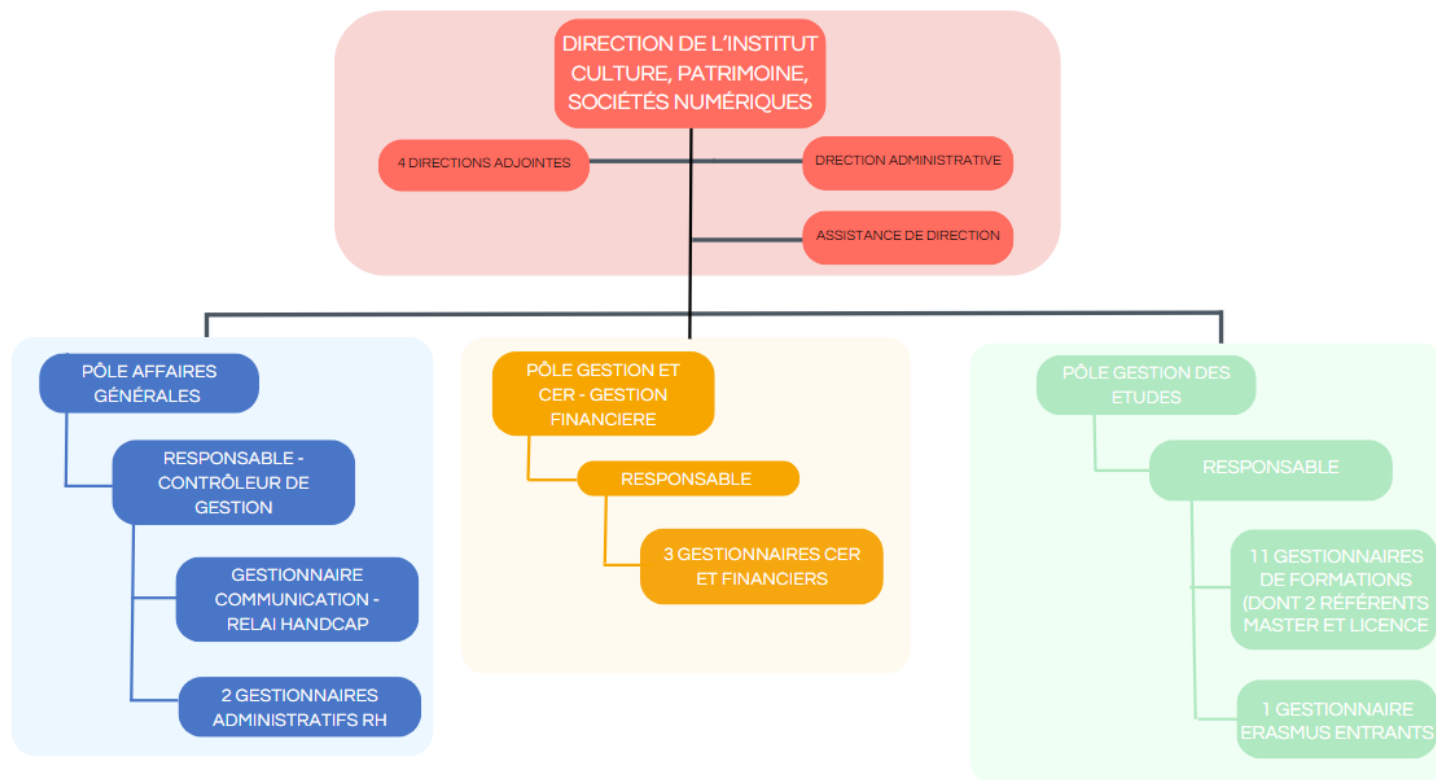 DIRECTION DE L'INSTITUT
CULTURE, PATRIMOINE,
SOCIÉTÉS NUMÉRIQUES
4 DIRECTIONS ADJOINTES
DRECTION ADMINISTRATIVE
ASSISTANCE DE DIRECTION
PÔLE AFFAIRES
GÉNÉRALES
RESPONSABLE -
CONTRÔLEUR DE
GESTION
GESTIONNAIRE
COMMUNICATION -
RELAI HANDCAP
2 GESTIONNAIRES
ADMINISTRATIFS RH
PÔLE GESTION ET
CER - GESTION
FINANCIERE
RESPONSABLE
3 GESTIONNAIRES CER
ET FINANCIERS
PÔLE GESTION DES
ETUDES
RESPONSABLE
11 GESTIONNAIRES
DE FORMATIONS
(DONT 2 RÉFÉRENTS
MASTER ET LICENCE
1 GESTIONNAIRE
ERASMUS ENTRANTS